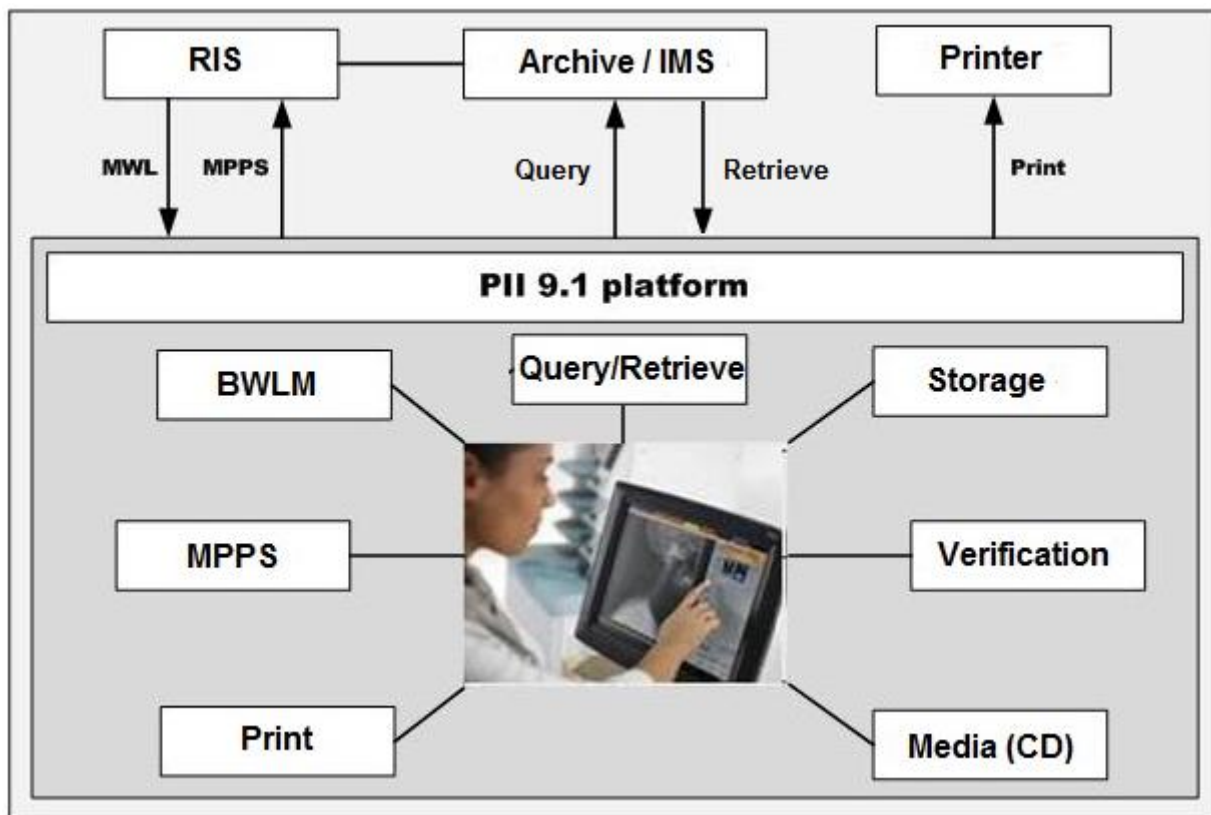 RIS
Archive / IMS
Printer
MWL
MPPS
Query
Retrieve
Print
PII 9.1 platform
BWLM
Query/Retrieve
Storage
MPPS
Verification
Print
Media (CD)